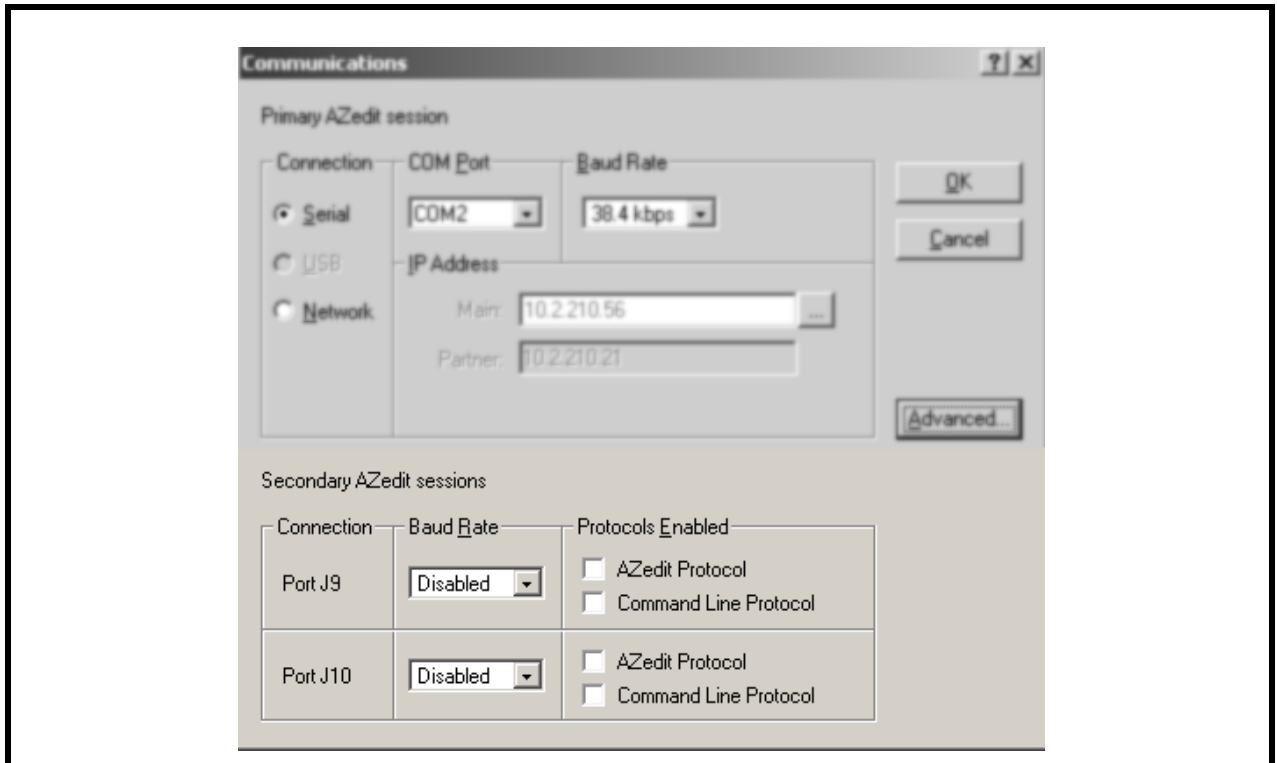 Communications
Primary AZedit session
Connection COM Port Baud Rate
OK
Serial COM2 38.4 kbps
Cancel
USB IP Address
Network Main: 10.2.210.56 ...
Partner: 10.2.210.21
Advanced...
Secondary AZedit sessions
Connection Baud Rate Protocols Enabled
Port J9 Disabled AZedit Protocol
Command Line Protocol
Port J10 Disabled AZedit Protocol
Command Line Protocol